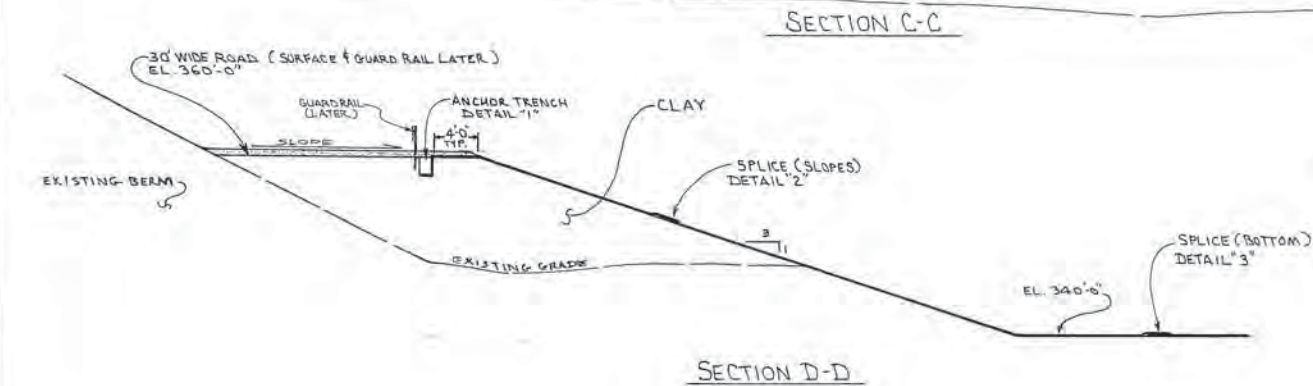 SECTION C-C
30' WIDE ROAD (SURFACE & GUARD RAIL LATER)
EL. 360'-0"
GUARDRAIL
(LATER)
ANCHOR TRENCH
DETAIL "1"
CLAY
SLOPE
4'-0"
TYP.
EXISTING BERM
SPLICE (SLOPES)
DETAIL "2"
3
1
EXISTING GRADE
SPLICE (BOTTOM)
DETAIL "3"
EL. 340'-0"
SECTION D-D